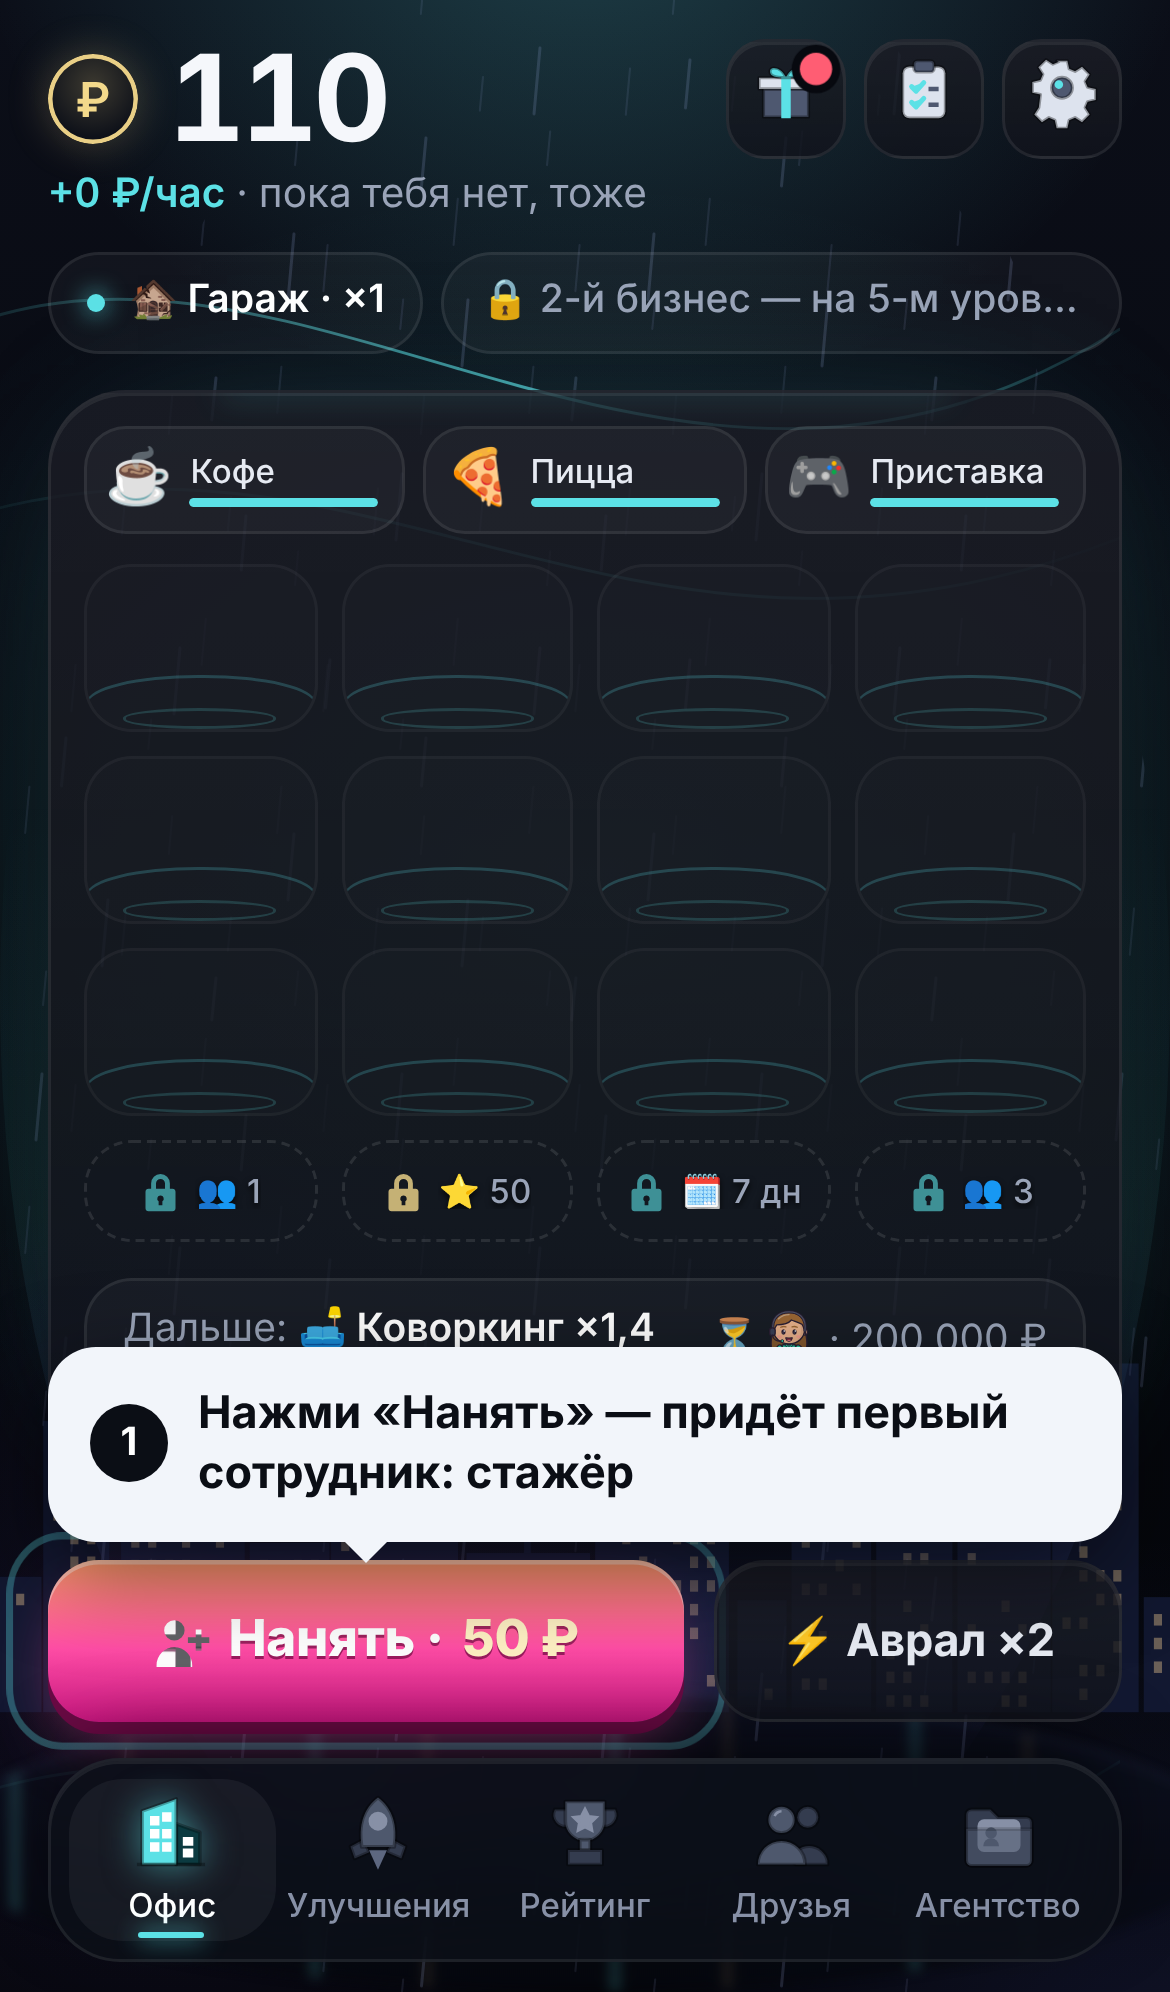 ₽ 110
+0 ₽/час · пока тебя нет, тоже
Гараж · ×1
2-й бизнес — на 5-м уров...
Кофе
Пицца
Приставка
1
50
7 дн
3
Дальше: Коворкинг ×1,4
· 200 000 ₽
1
Нажми «Нанять» — придёт первый
сотрудник: стажёр
Нанять · 50 ₽
Аврал ×2
Офис
Улучшения
Рейтинг
Друзья
Агентство